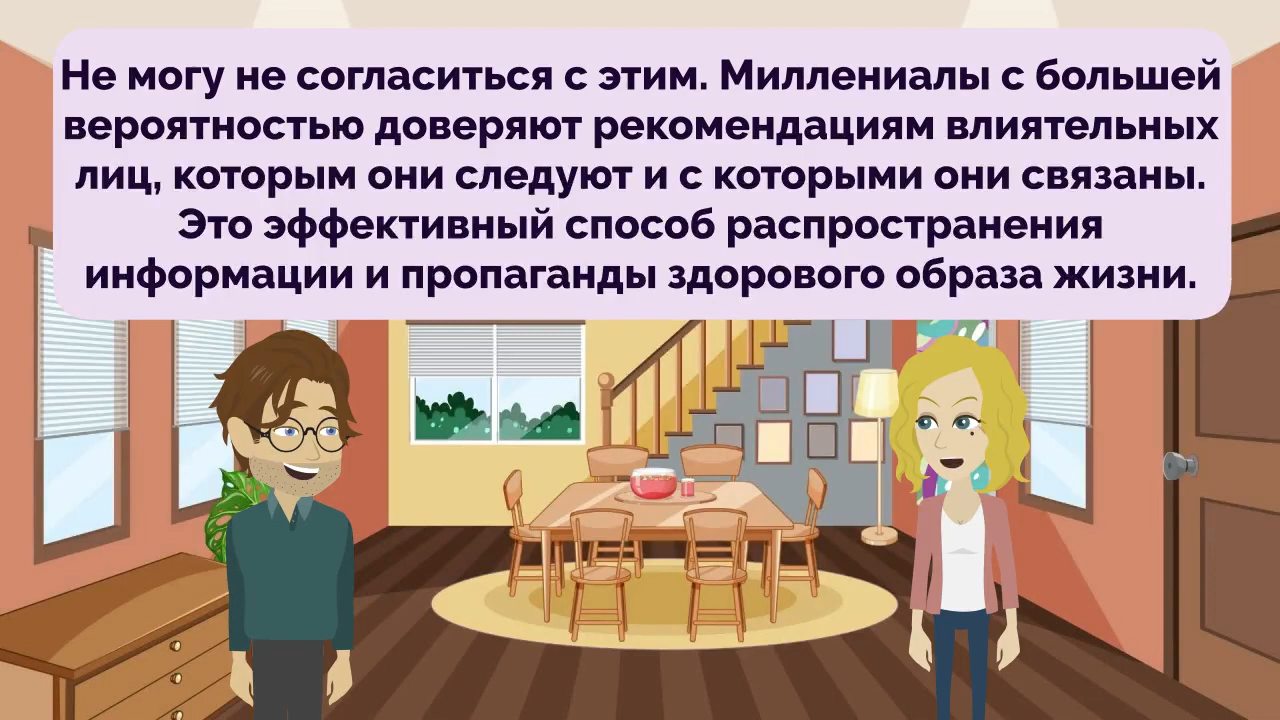 Не могу не согласиться с этим. Миллениалы с большей
вероятностью доверяют рекомендациям влиятельных
лиц, которым они следуют и с которыми они связаны.
Это эффективный способ распространения
информации и пропаганды здорового образа жизни.